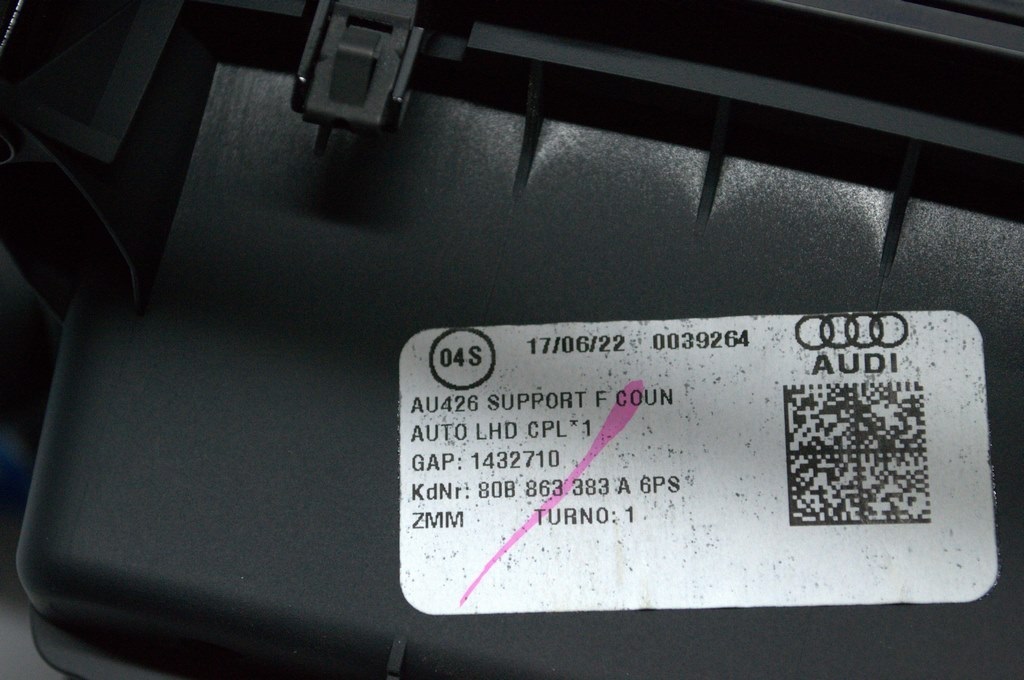 04S 17/06/22 0039264
AUDI
AU426 SUPPORT F COUN
AUTO LHD CPL*1
GAP: 1432710
KdNr: 80B 863 383 A 6PS
ZMM TURNO: 1